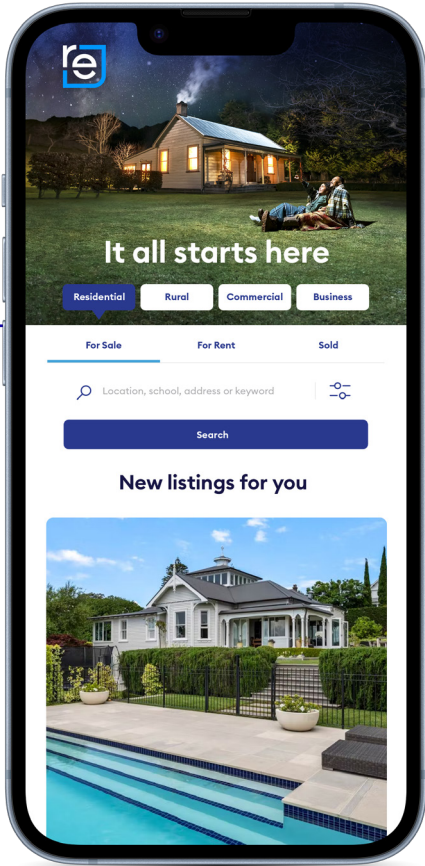 re
It all starts here
Residential Rural Commercial Business
For Sale For Rent Sold
Location, school, address or keyword
Search
New listings for you